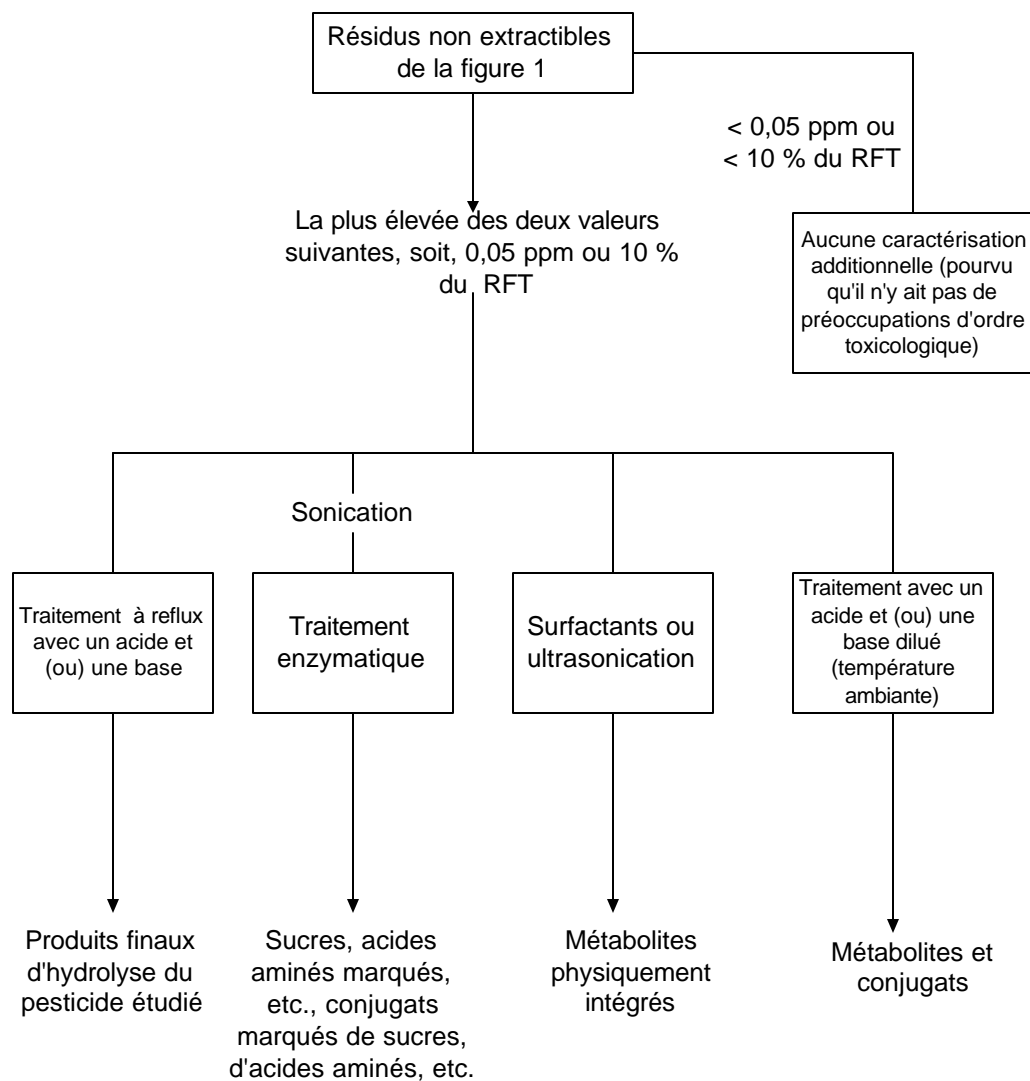 Résidus non extractibles
de la figure 1
< 0,05 ppm ou
< 10 % du RFT
La plus élevée des deux valeurs
suivantes, soit, 0,05 ppm ou 10 %
du RFT
Aucune caractérisation
additionnelle (pourvu
qu'il n'y ait pas de
préoccupations d'ordre
toxicologique)
Sonication
Traitement à reflux
avec un acide et
(ou) une base
Traitement
enzymatique
Surfactants ou
ultrasonication
Traitement avec un
acide et (ou) une
base dilué
(température
ambiante)
Produits finaux
d'hydrolyse du
pesticide étudié
Sucres, acides
aminés marqués,
etc., conjugats
marqués de sucres,
d'acides aminés, etc.
Métabolites
physiquement
intégrés
Métabolites et
conjugats